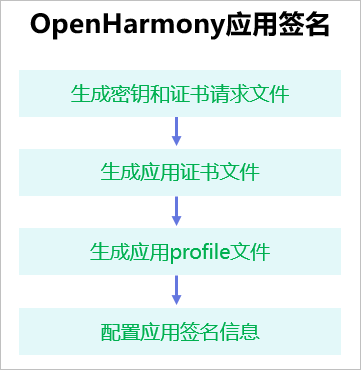 OpenHarmony应用签名
生成密钥和证书请求文件
生成应用证书文件
生成应用profile文件
配置应用签名信息